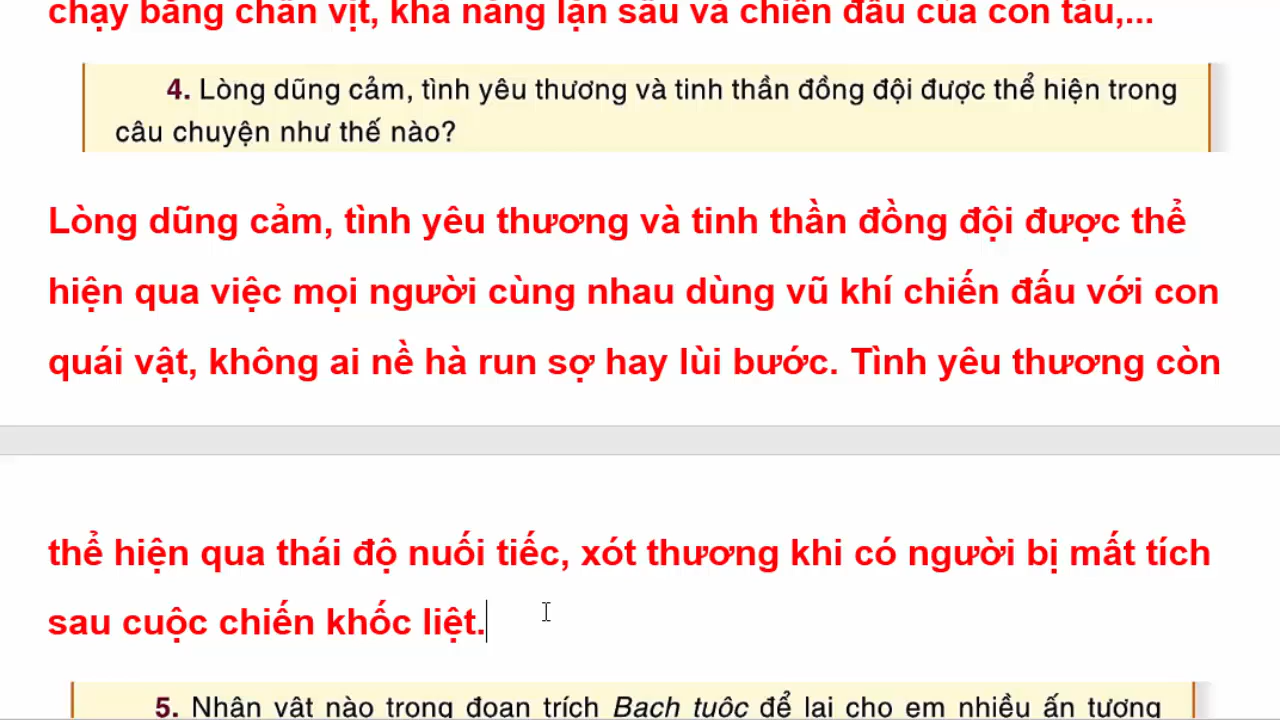 chạy bằng chân vịt, khả năng lặn sâu và chiến đấu của con tàu,...
4. Lòng dũng cảm, tình yêu thương và tinh thần đồng đội được thể hiện trong
câu chuyện như thế nào?
Lòng dũng cảm, tình yêu thương và tinh thần đồng đội được thể
hiện qua việc mọi người cùng nhau dùng vũ khí chiến đấu với con
quái vật, không ai nề hà run sợ hay lùi bước. Tình yêu thương còn
thể hiện qua thái độ nuối tiếc, xót thương khi có người bị mất tích
sau cuộc chiến khốc liệt.
5. Nhân vật nào trong đoạn trích Bạch tuộc để lại cho em nhiều ấn tượng